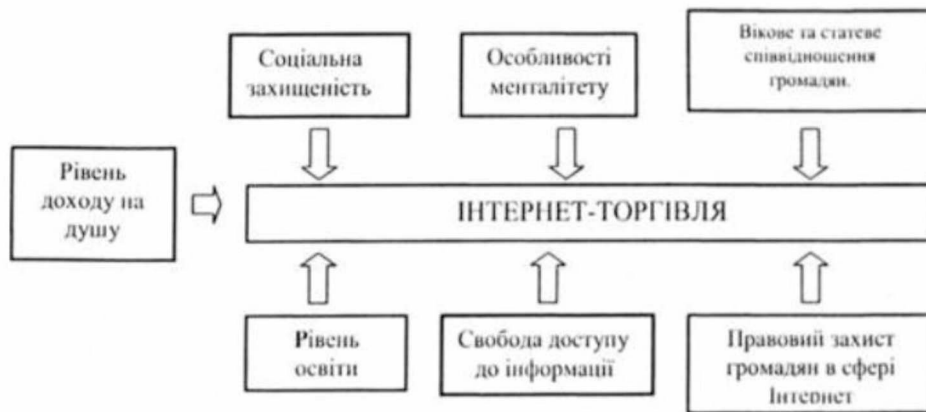 Соціальна
захищеність
Особливості
менталітету
Вікове та статеве
співвідношення
громадян.
Рівень
доходу на
душу
ІНТЕРНЕТ-ТОРГІВЛЯ
Рівень
освіти
Свобода доступу
до інформації
Правовий захист
громадян в сфері
Інтернет